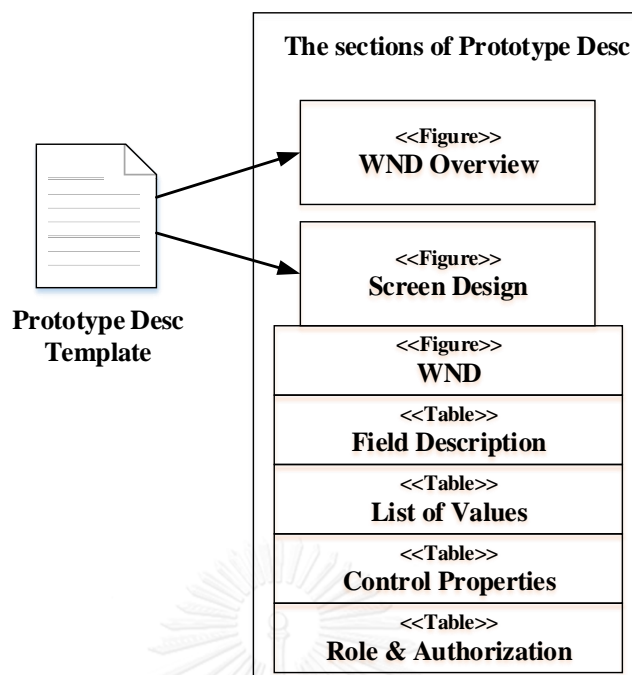 The sections of Prototype Desc
<<Figure>>
WND Overview
<<Figure>>
Screen Design
Prototype Desc
Template
<<Figure>>
WND
<<Table>>
Field Description
<<Table>>
List of Values
<<Table>>
Control Properties
<<Table>>
Role & Authorization